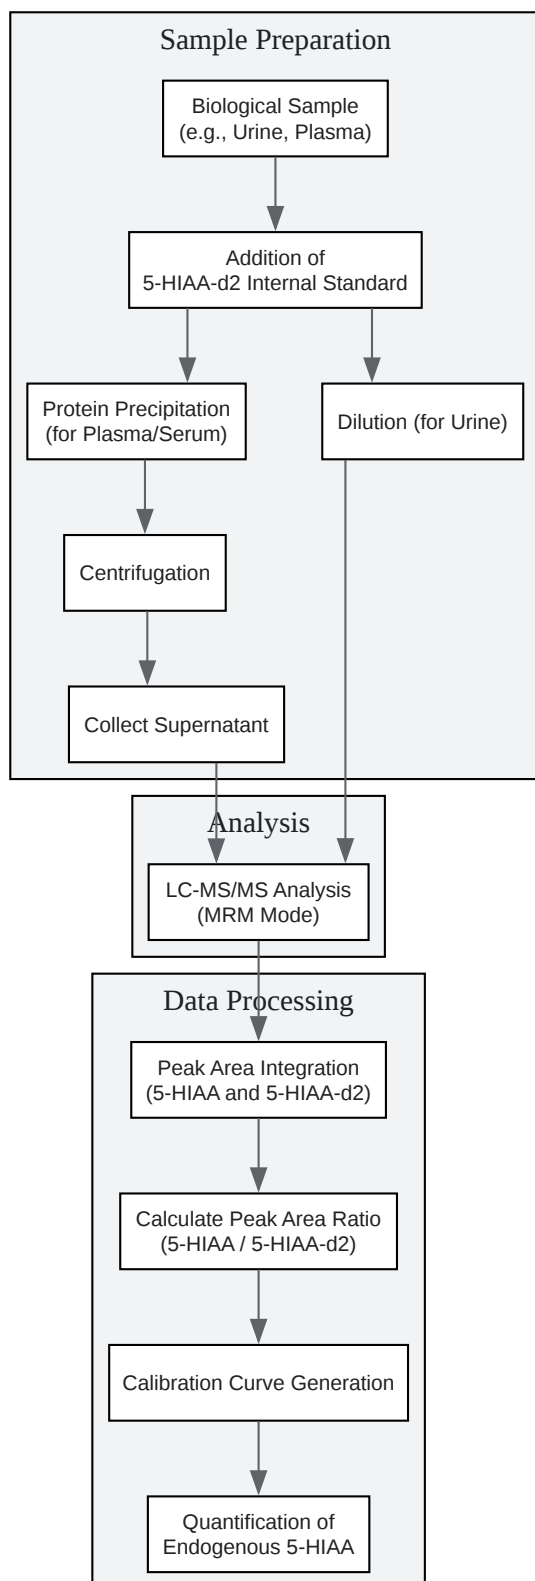 Sample Preparation
Biological Sample
(e.g., Urine, Plasma)
Addition of
5-HIAA-d2 Internal Standard
Protein Precipitation
(for Plasma/Serum)
Dilution (for Urine)
Centrifugation
Collect Supernatant
Analysis
LC-MS/MS Analysis
(MRM Mode)
Data Processing
Peak Area Integration
(5-HIAA and 5-HIAA-d2)
Calculate Peak Area Ratio
(5-HIAA / 5-HIAA-d2)
Calibration Curve Generation
Quantification of
Endogenous 5-HIAA